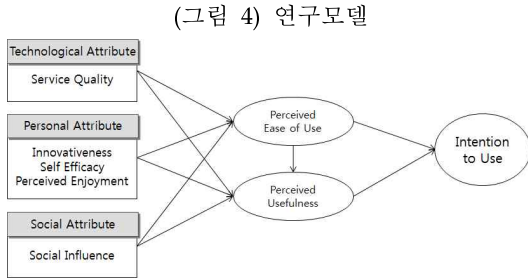 (그림 4) 연구모델
Technological Attribute
Service Quality
Personal Attribute
Innovativeness
Self Efficacy
Perceived Enjoyment
Social Attribute
Social Influence
Perceived
Ease of Use
Perceived
Usefulness
Intention
to Use